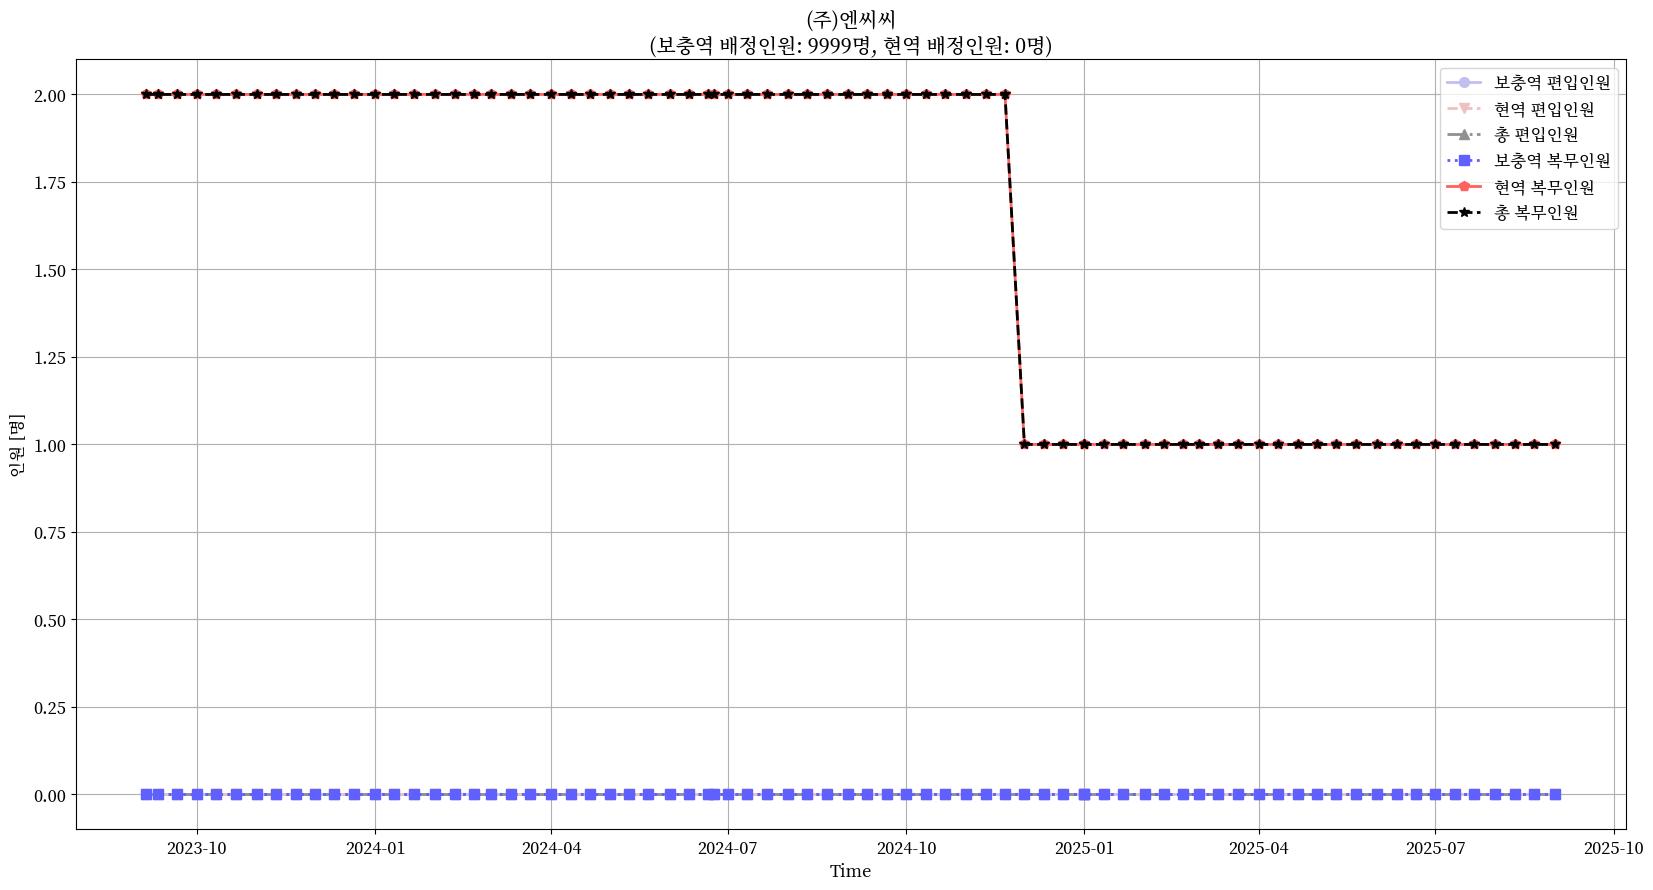 (주)엔씨씨
(보충역 배정인원: 9999명, 현역 배정인원: 0명)
보충역 편입인원
현역 편입인원
총 편입인원
보충역 복무인원
현역 복무인원
총 복무인원
인원 [명]
2.00
1.75
1.50
1.25
1.00
0.75
0.50
0.25
0.00
2023-10
2024-01
2024-04
2024-07
2024-10
2025-01
2025-04
2025-07
2025-10
Time